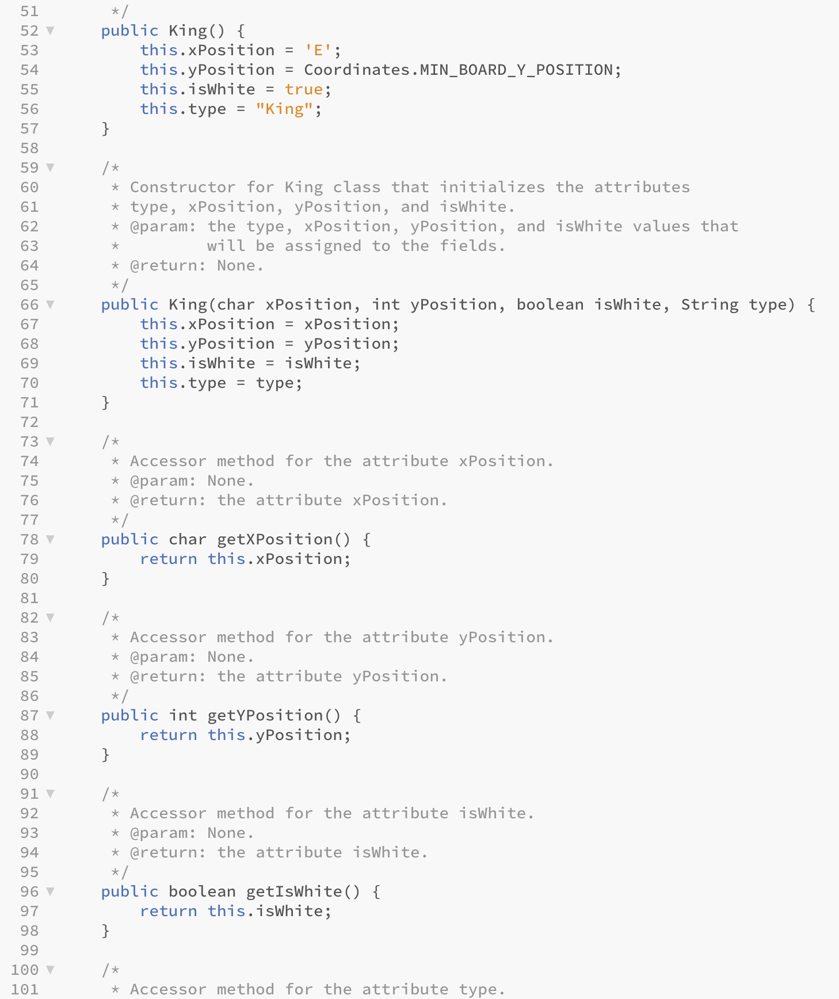 51 */
52 ▼ public King() {
53 this.xPosition = 'E';
54 this.yPosition = Coordinates.MIN_BOARD_Y_POSITION;
55 this.isWhite = true;
56 this.type = "King";
57 }
58
59 ▼ /*
60 * Constructor for King class that initializes the attributes
61 * type, xPosition, yPosition, and isWhite.
62 * @param: the type, xPosition, yPosition, and isWhite values that
63 * will be assigned to the fields.
64 * @return: None.
65 */
66 ▼ public King(char xPosition, int yPosition, boolean isWhite, String type) {
67 this.xPosition = xPosition;
68 this.yPosition = yPosition;
69 this.isWhite = isWhite;
70 this.type = type;
71 }
72
73 ▼ /*
74 * Accessor method for the attribute xPosition.
75 * @param: None.
76 * @return: the attribute xPosition.
77 */
78 ▼ public char getXPosition() {
79 return this.xPosition;
80 }
81
82 ▼ /*
83 * Accessor method for the attribute yPosition.
84 * @param: None.
85 * @return: the attribute yPosition.
86 */
87 ▼ public int getYPosition() {
88 return this.yPosition;
89 }
90
91 ▼ /*
92 * Accessor method for the attribute isWhite.
93 * @param: None.
94 * @return: the attribute isWhite.
95 */
96 ▼ public boolean getIsWhite() {
97 return this.isWhite;
98 }
99
100 ▼ /*
101 * Accessor method for the attribute type.